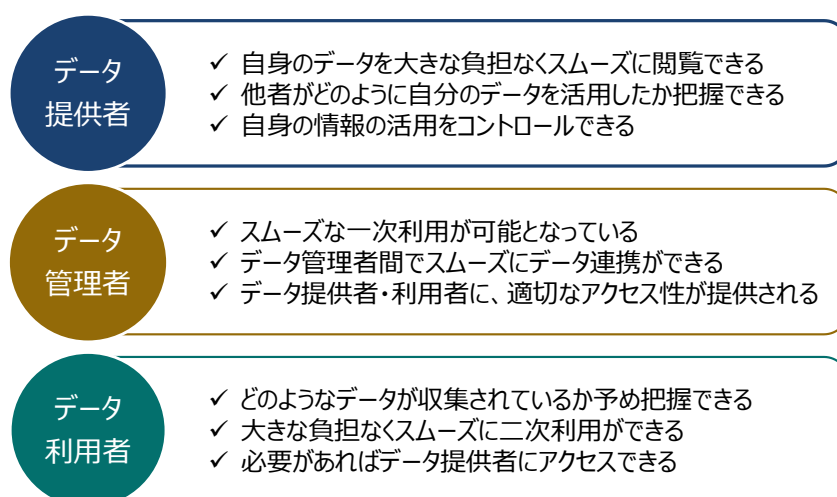 データ
提供者
✓ 自身のデータを大きな負担なくスムーズに閲覧できる
✓ 他者がどのように自分のデータを活用したか把握できる
✓ 自身の情報の活用をコントロールできる
データ
管理者
✓ スムーズな一次利用が可能となっている
✓ データ管理者間でスムーズにデータ連携ができる
✓ データ提供者・利用者に、適切なアクセス性が提供される
データ
利用者
✓ どのようなデータが収集されているか予め把握できる
✓ 大きな負担なくスムーズに二次利用ができる
✓ 必要があればデータ提供者にアクセスできる